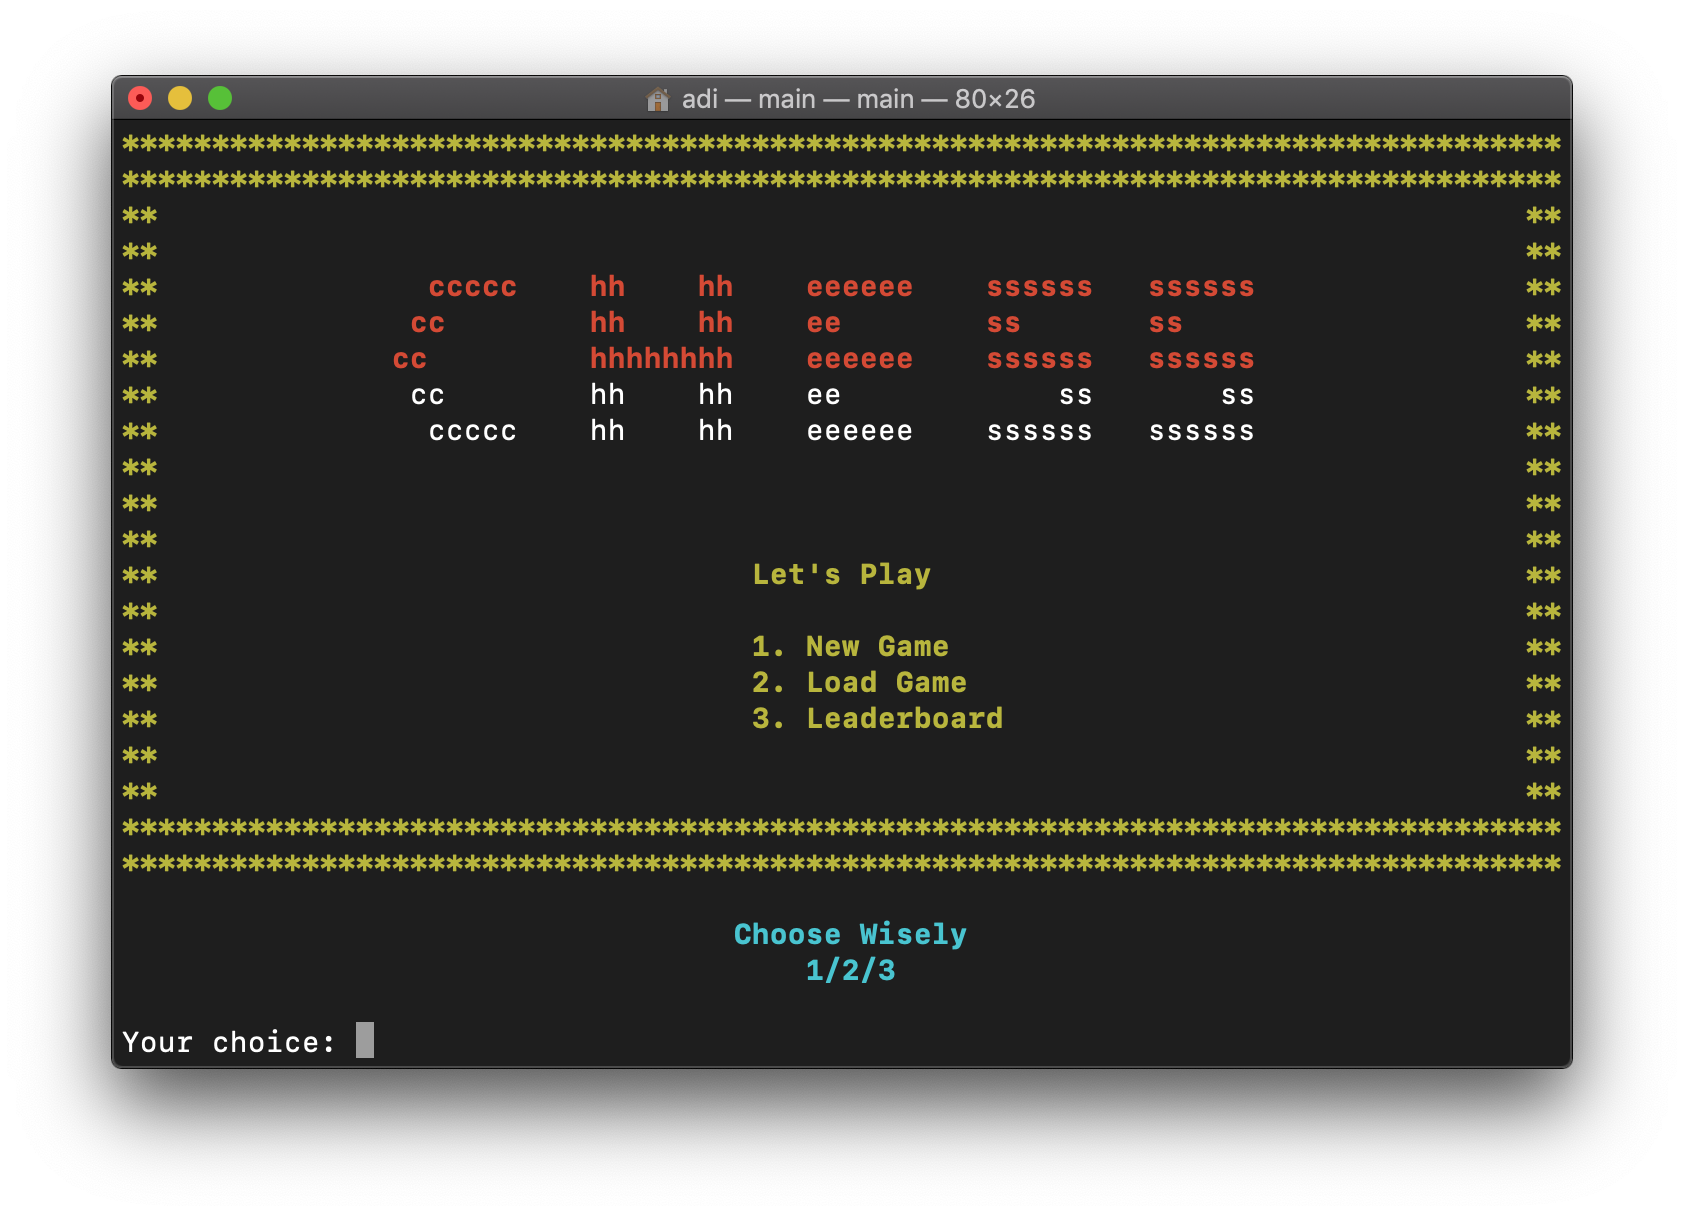 adi — main — main — 80×26
********************************************************************************
********************************************************************************
**                                                                            **
**                                                                            **
**               ccccc    hh    hh    eeeeee    ssssss   ssssss               **
**              cc        hh    hh    ee        ss       ss                   **
**             cc         hhhhhhhh    eeeeee    ssssss   ssssss               **
**              cc        hh    hh    ee            ss       ss               **
**               ccccc    hh    hh    eeeeee    ssssss   ssssss               **
**                                                                            **
**                                                                            **
**                                                                            **
**                                 Let's Play                                 **
**                                                                            **
**                                 1. New Game                                **
**                                 2. Load Game                               **
**                                 3. Leaderboard                             **
**                                                                            **
**                                                                            **
********************************************************************************
********************************************************************************
Choose Wisely
1/2/3
Your choice: